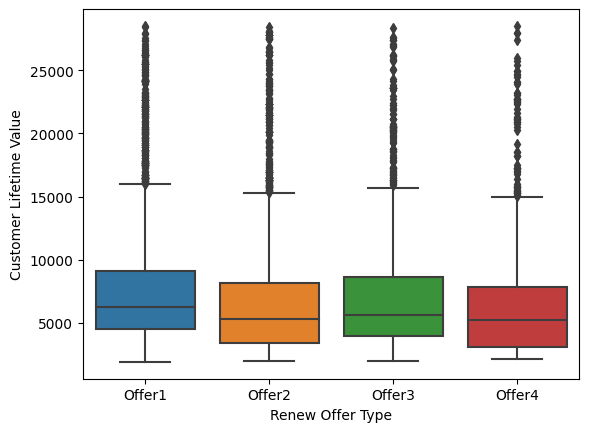 Customer Lifetime Value
25000
20000
15000
10000
5000
Offer1 Offer2 Offer3 Offer4
Renew Offer Type